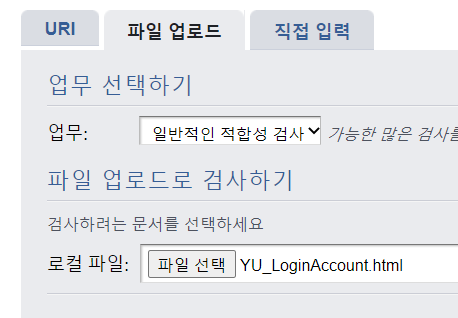 URI 파일 업로드 직접 입력
업무 선택하기
업무: 일반적인 적합성 검사 가능한 많은 검사를
파일 업로드로 검사하기
검사하려는 문서를 선택하세요
로컬 파일: 파일 선택 YU_LoginAccount.html